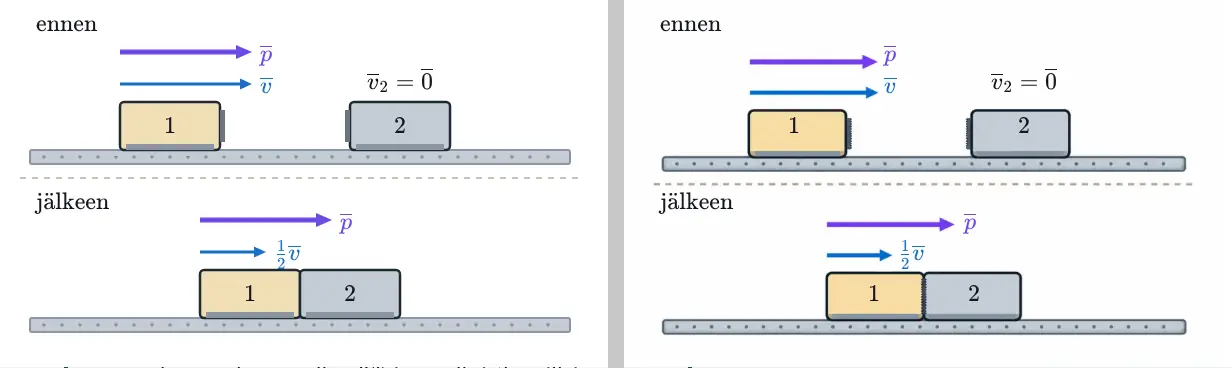 ennen
p̅
v̅
v̅₂ = 0̅
1
2
jälkeen
p̅
½v̅
1
2
ennen
p̅
v̅
v̅₂ = 0̅
1
2
jälkeen
p̅
½v̅
1
2